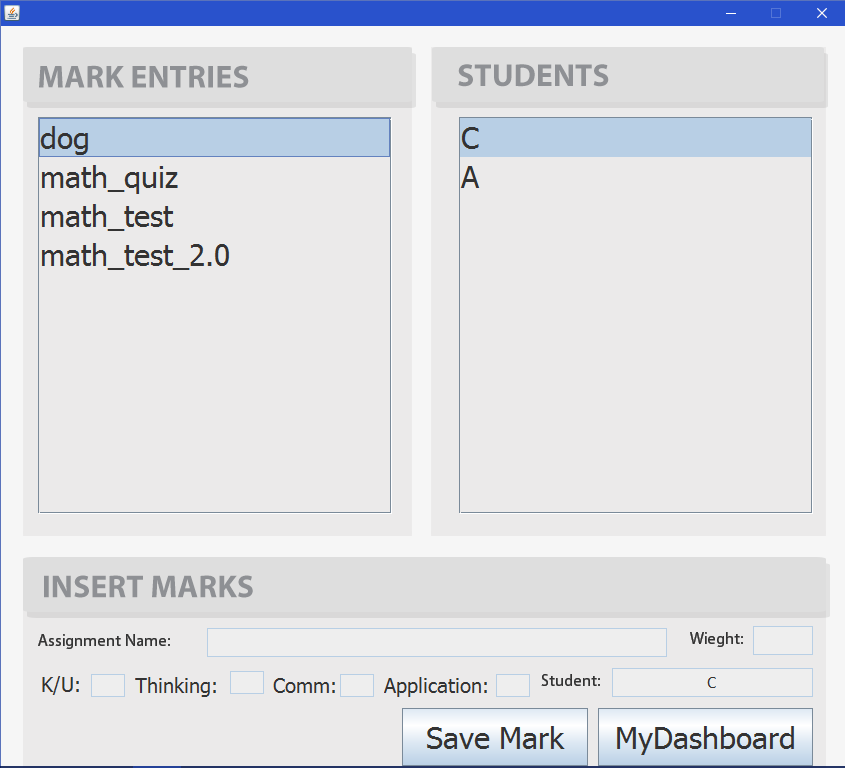 MARK ENTRIES
dog
math_quiz
math_test
math_test_2.0
STUDENTS
C
A
INSERT MARKS
Assignment Name: Wieght:
K/U: Thinking: Comm: Application: Student: C
Save Mark MyDashboard